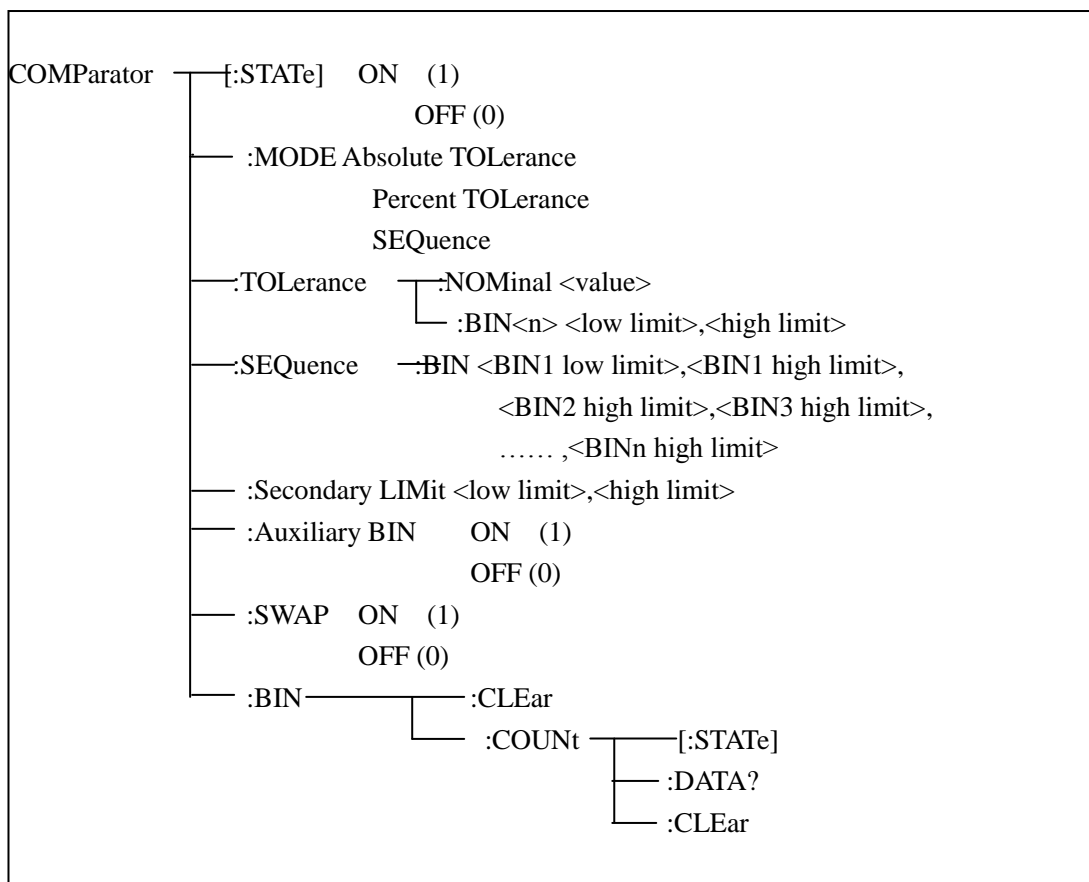 COMParator [:STATe] ON (1)
OFF (0)
:MODE Absolute TOLerance
Percent TOLerance
SEQuence
:TOLerance :NOMinal <value>
:BIN<n> <low limit>,<high limit>
:SEQuence :BIN <BIN1 low limit>,<BIN1 high limit>,
<BIN2 high limit>,<BIN3 high limit>,
…… ,<BINn high limit>
:Secondary LIMit <low limit>,<high limit>
:Auxiliary BIN ON (1)
OFF (0)
:SWAP ON (1)
OFF (0)
:BIN :CLEar
:COUNt [:STATe]
:DATA?
:CLEar